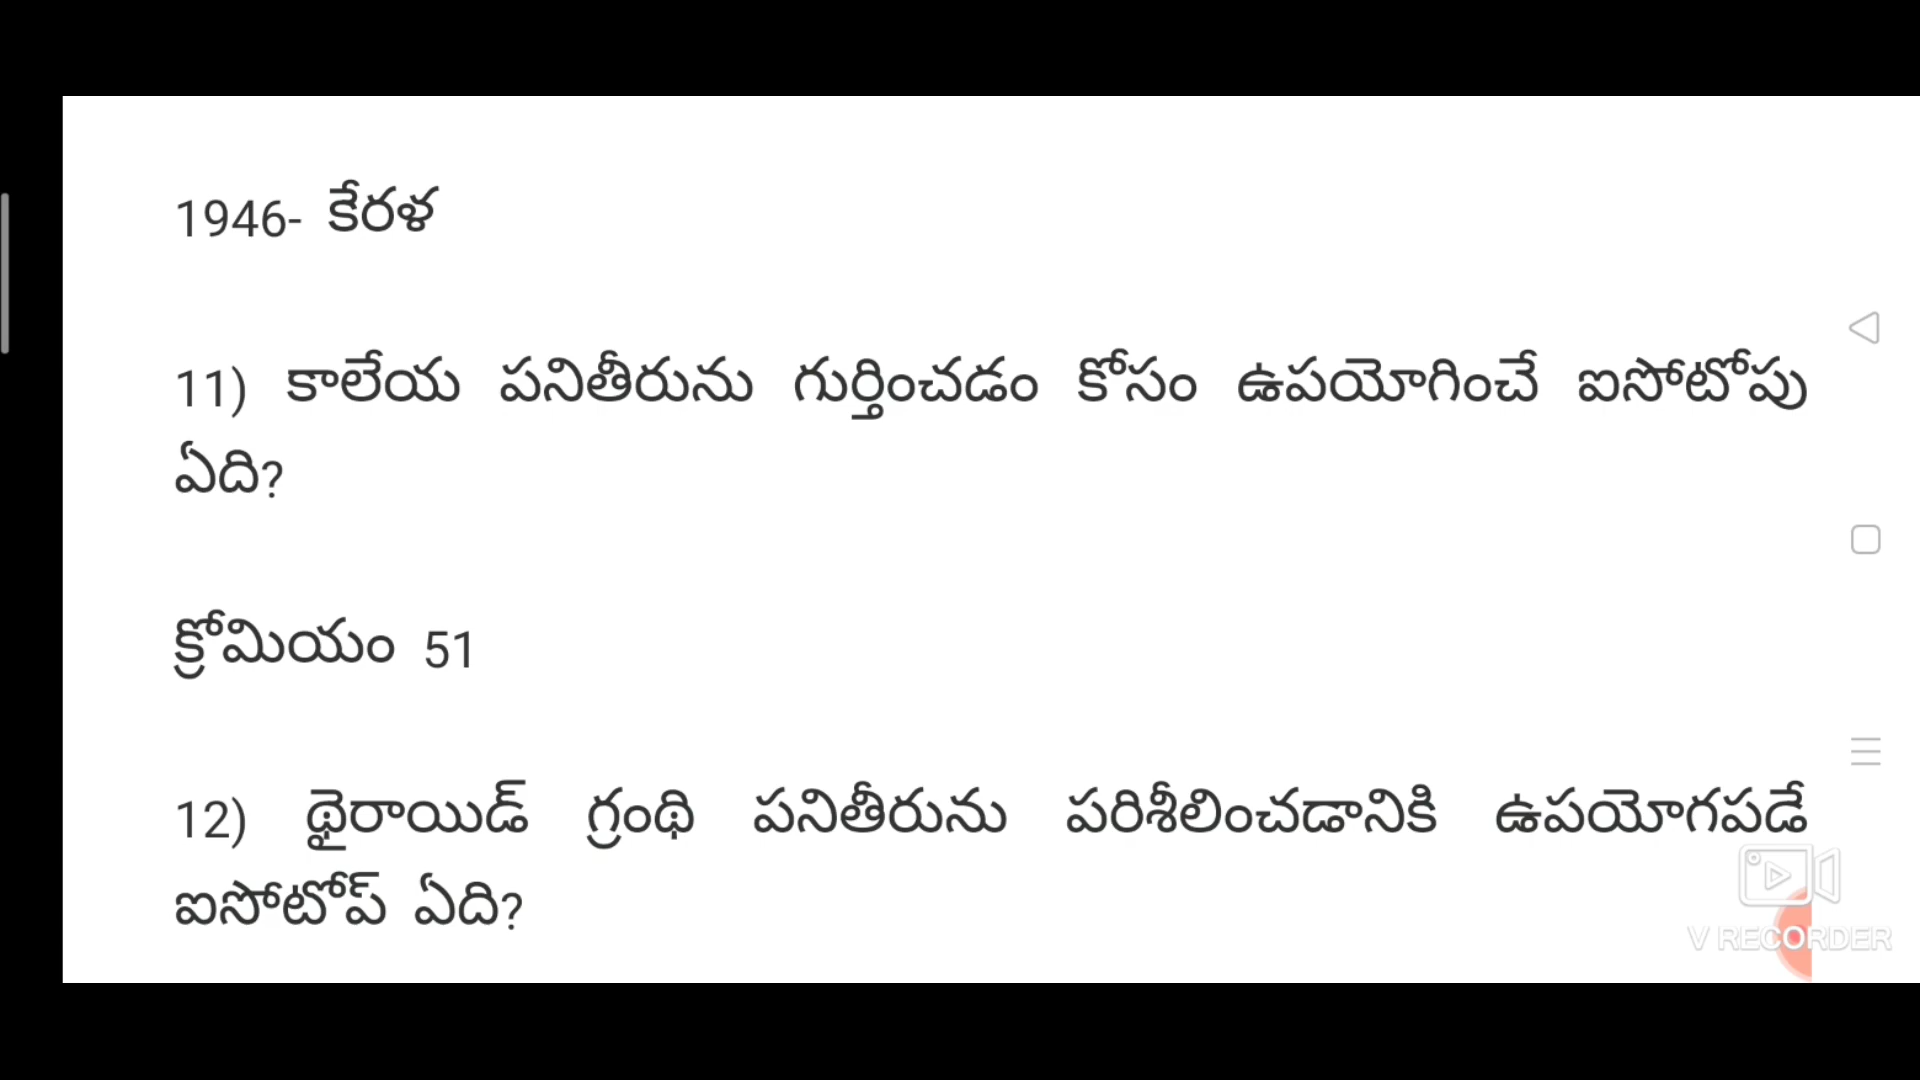 1946- కేరళ
11) కాలేయ పనితీరును గుర్తించడం కోసం ఉపయోగించే ఐసోటోపు
ఏది?
క్రోమియం 51
12) థైరాయిడ్ గ్రంథి పనితీరును పరిశీలించడానికి ఉపయోగపడే
ఐసోటోప్ ఏది?
V RECORDER